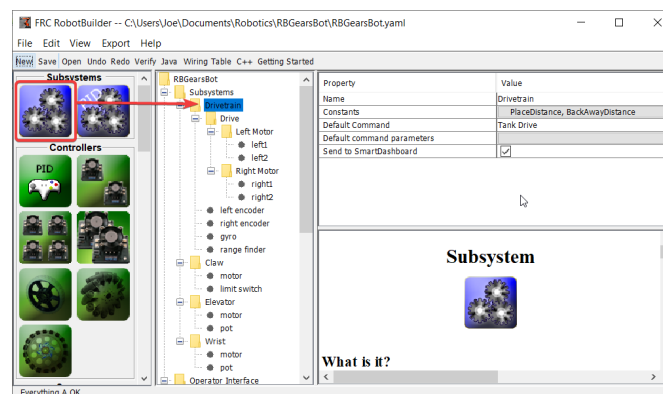 FRC RobotBuilder -- C:\Users\Joe\Documents\Robotics\RBGearsBot\RBGearsBot.yaml
File Edit View Export Help
New Save Open Undo Redo Verify Java Wiring Table C++ Getting Started
Subsystems
PID
Controllers
PID
RBGearsBot
Subsystems
Drivetrain
Drive
Left Motor
left1
left2
Right Motor
right1
right2
left encoder
right encoder
gyro
range finder
Claw
motor
limit switch
Elevator
motor
pot
Wrist
motor
pot
Operator Interface
Property Value
Name Drivetrain
Constants PlaceDistance, BackAwayDistance
Default Command Tank Drive
Default command parameters
Send to SmartDashboard
Subsystem
What is it?
Everything A OK